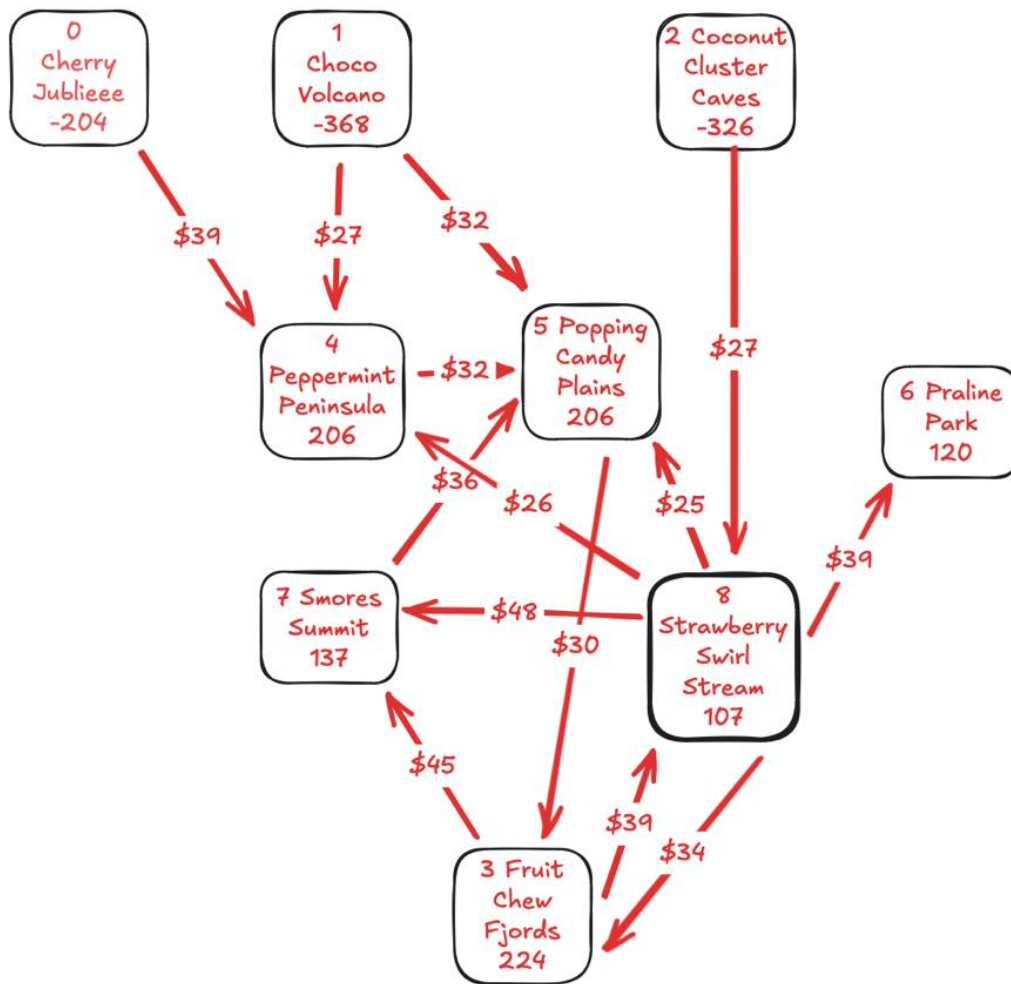 0
Cherry
Jublieee
-204
1
Choco
Volcano
-368
2 Coconut
Cluster
Caves
-326
$39
$27
$32
$27
4
Peppermint
Peninsula
206
$32
5 Popping
Candy
Plains
206
6 Praline
Park
120
$36
$26
$25
$39
7 Smores
Summit
137
$48
$30
8
Strawberry
Swirl
Stream
107
$45
$39
$34
3 Fruit
Chew
Fjords
224